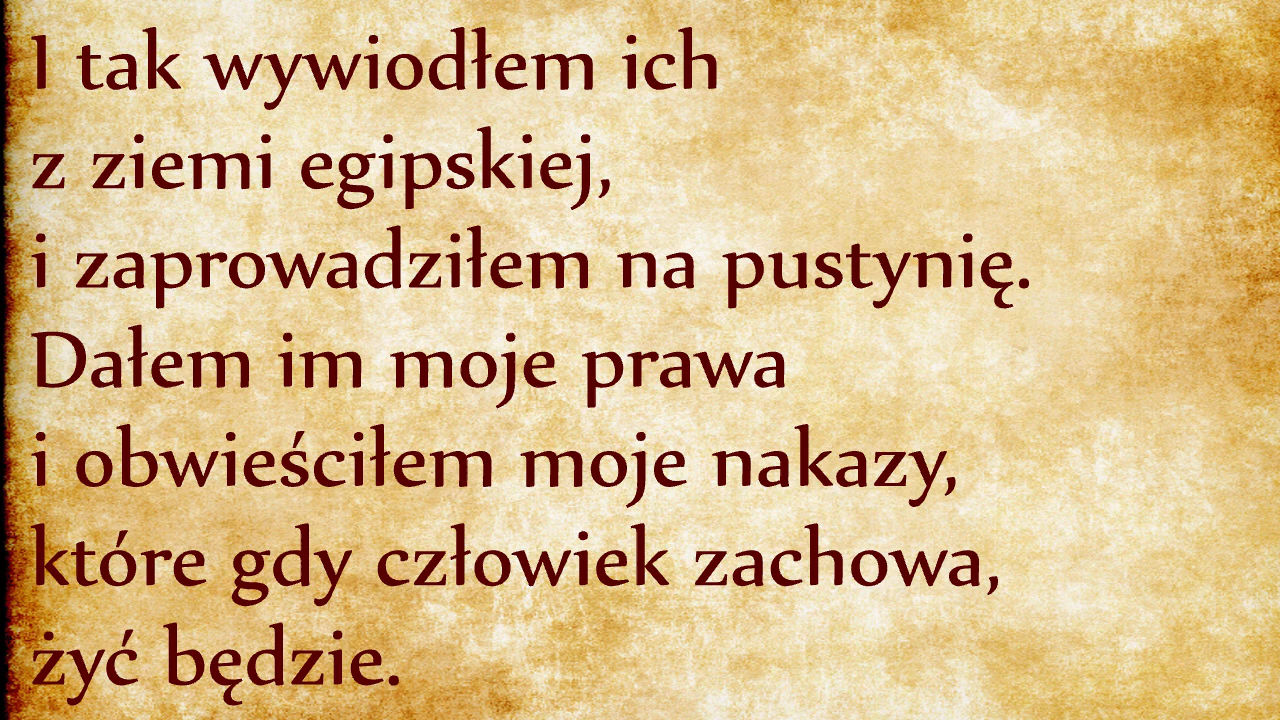 I tak wywiodłem ich
z ziemi egipskiej,
i zaprowadziłem na pustynię.
Dałem im moje prawa
i obwieściłem moje nakazy,
które gdy człowiek zachowa,
żyć będzie.